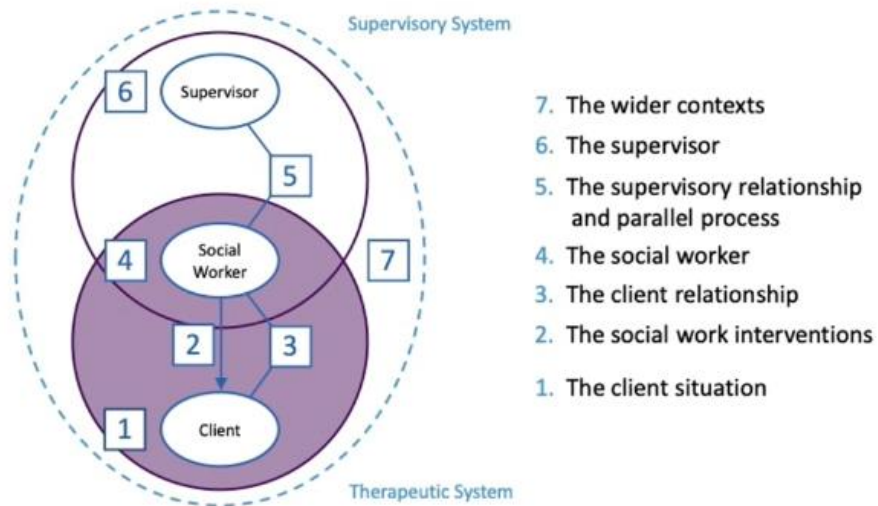 Supervisory System
6
Supervisor
5
4
Social
Worker
7
2
3
1
Client
Therapeutic System
7. The wider contexts
6. The supervisor
5. The supervisory relationship
and parallel process
4. The social worker
3. The client relationship
2. The social work interventions
1. The client situation